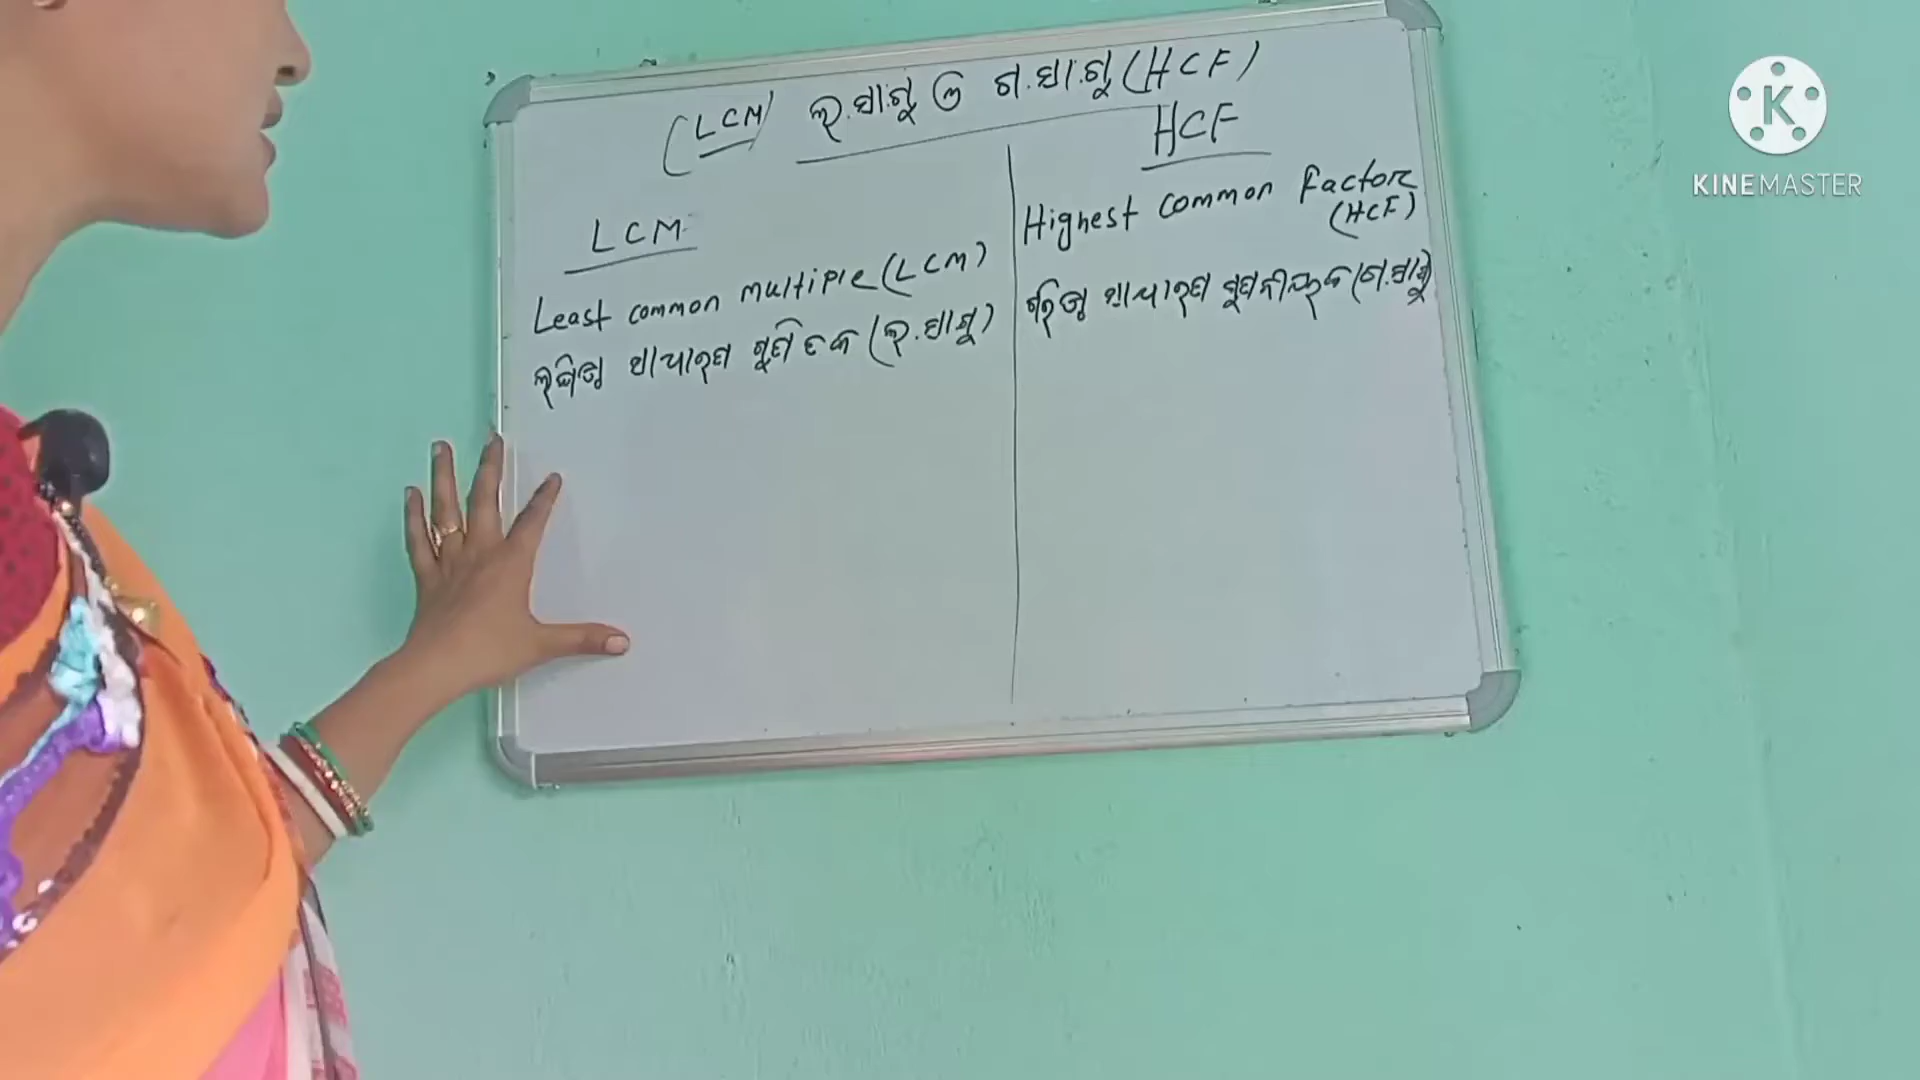 (LCM) ଲ.ସା.ଗୁ ଓ ଗ.ସା.ଗୁ (HCF)
LCM
Least common multiple (LCM)
ଲଘିଷ୍ଠ ସାଧାରଣ ଗୁଣିତକ (ଲ.ସା.ଗୁ)
HCF
Highest common Factor
(HCF)
ଗରିଷ୍ଠ ସାଧାରଣ ଗୁଣନୀୟକ (ଗ.ସା.ଗୁ)
KINEMASTER